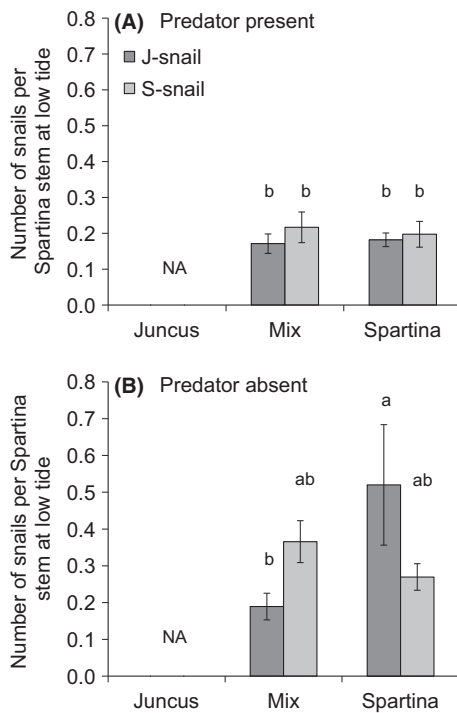 (A) Predator present
J-snail
S-snail
Number of snails per
Spartina stem at low tide
0.8
0.7
0.6
0.5
0.4
0.3
0.2
0.1
0.0
NA
b b
b b
Juncus Mix Spartina
(B) Predator absent
Number of snails per Spartina
stem at low tide
0.8
0.7
0.6
0.5
0.4
0.3
0.2
0.1
0.0
NA
b
ab
a
ab
Juncus Mix Spartina